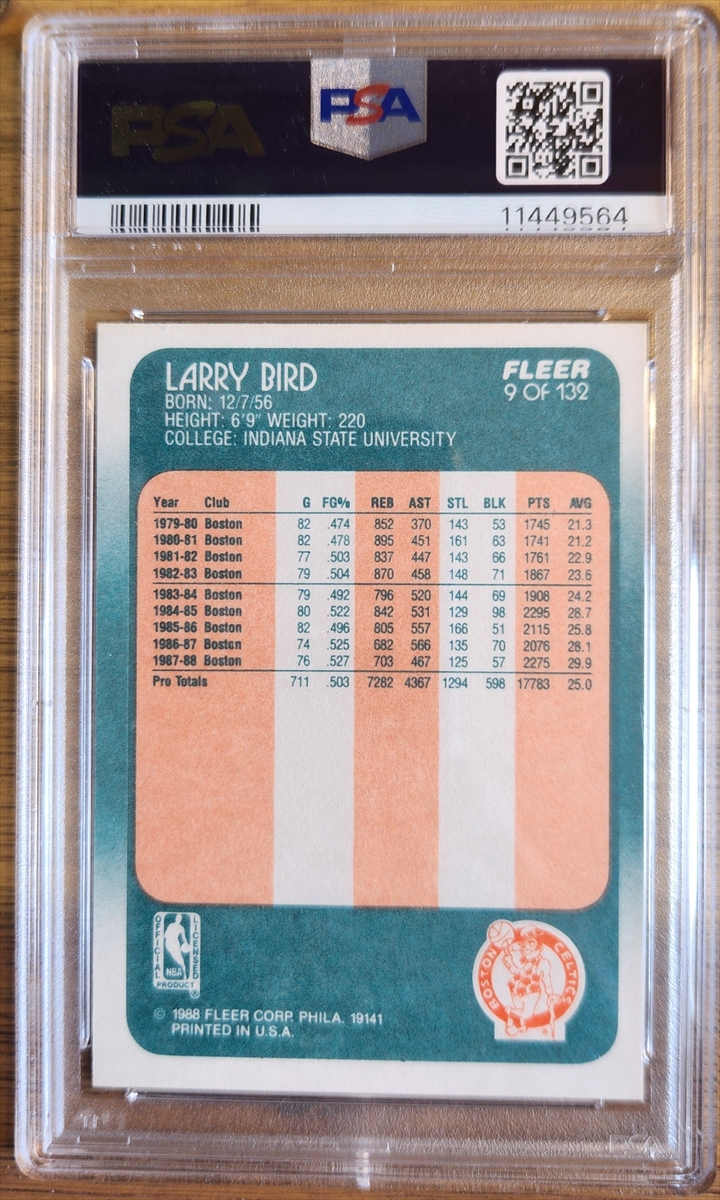 PSA
PSA
11449564
LARRY BIRD
BORN: 12/7/56
HEIGHT: 6'9" WEIGHT: 220
COLLEGE: INDIANA STATE UNIVERSITY
FLEER
9 OF 132
Year Club G FG% REB AST STL BLK PTS AVG
1979-80 Boston 82 .474 852 370 143 53 1745 21.3
1980-81 Boston 82 .478 895 451 161 63 1741 21.2
1981-82 Boston 77 .503 837 447 143 66 1761 22.9
1982-83 Boston 79 .504 870 458 148 71 1867 23.6
1983-84 Boston 79 .492 796 520 144 69 1908 24.2
1984-85 Boston 80 .522 842 531 129 98 2295 28.7
1985-86 Boston 82 .496 805 557 166 51 2115 25.8
1986-87 Boston 74 .525 682 566 135 70 2076 28.1
1987-88 Boston 76 .527 703 467 125 57 2275 29.9
Pro Totals 711 .503 7282 4367 1294 598 17783 25.0
OFFICIAL LICENSED
NBA
PRODUCT ®
BOSTON CELTICS
© 1988 FLEER CORP. PHILA. 19141
PRINTED IN U.S.A.
PSA